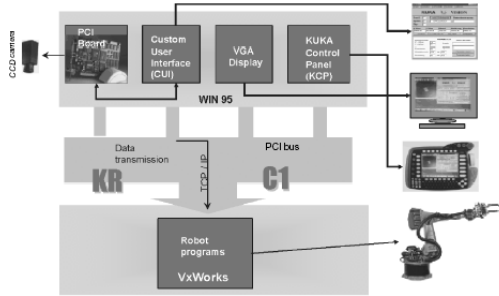 CCD camera
PCI
Board
Custom
User
Interface
(CUI)
VGA
Display
KUKA
Control
Panel
(KCP)
WIN 95
Data
transmission
TCP / IP
PCI bus
KR
C1
Robot
programs
VxWorks